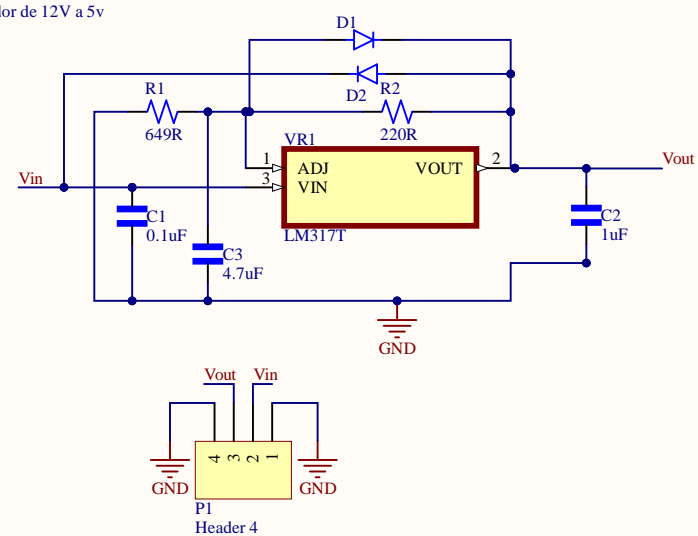 dor de 12V a 5v
D1
D2
R1
649R
R2
220R
VR1
1
ADJ
VOUT
2
3
VIN
LM317T
Vin
Vout
C1
0.1uF
C2
1uF
C3
4.7uF
GND
Vout
Vin
4
3
2
1
GND
GND
P1
Header 4